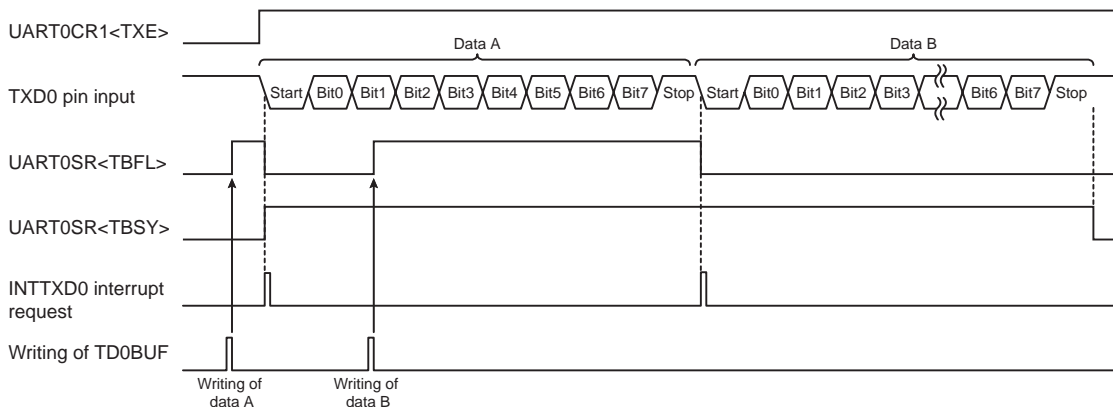 UART0CR1<TXE>
Data A
Data B
TXD0 pin input
Start Bit0 Bit1 Bit2 Bit3 Bit4 Bit5 Bit6 Bit7 Stop Start Bit0 Bit1 Bit2 Bit3 Bit6 Bit7 Stop
UART0SR<TBFL>
UART0SR<TBSY>
INTTXD0 interrupt
request
Writing of TD0BUF
Writing of
data A
Writing of
data B